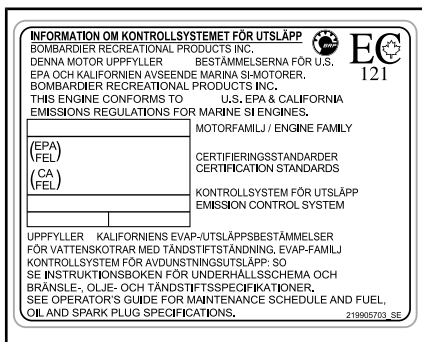 INFORMATION OM KONTROLLSYSTEMET FÖR UTSLÄPP
BRP
EC
121
BOMBARDIER RECREATIONAL PRODUCTS INC.
DENNA MOTOR UPPFYLLER BESTÄMMELSERNA FÖR U.S.
EPA OCH KALIFORNIEN AVSEENDE MARINA SI-MOTORER.
BOMBARDIER RECREATIONAL PRODUCTS INC.
THIS ENGINE CONFORMS TO U.S. EPA & CALIFORNIA
EMISSIONS REGULATIONS FOR MARINE SI ENGINES.
MOTORFAMILJ / ENGINE FAMILY
(EPA FEL)
CERTIFIERINGSSTANDARDER
CERTIFICATION STANDARDS
(CA FEL)
KONTROLLSYSTEM FÖR UTSLÄPP
EMISSION CONTROL SYSTEM
UPPFYLLER KALIFORNIENS EVAP-/UTSLÄPPSBESTÄMMELSER
FÖR VATTENSKOTRAR MED TÄNDSTIFTSTÄNDNING, EVAP-FAMILJ
KONTROLLSYSTEM FÖR AVDUNSTNINGSUTSLÄPP: SO
SE INSTRUKTIONSBOKEN FÖR UNDERHÅLLSSCHEMA OCH
BRÄNSLE-, OLJE- OCH TÄNDSTIFTSSPECIFIKATIONER.
SEE OPERATOR'S GUIDE FOR MAINTENANCE SCHEDULE AND FUEL,
OIL AND SPARK PLUG SPECIFICATIONS.
219905703_SE